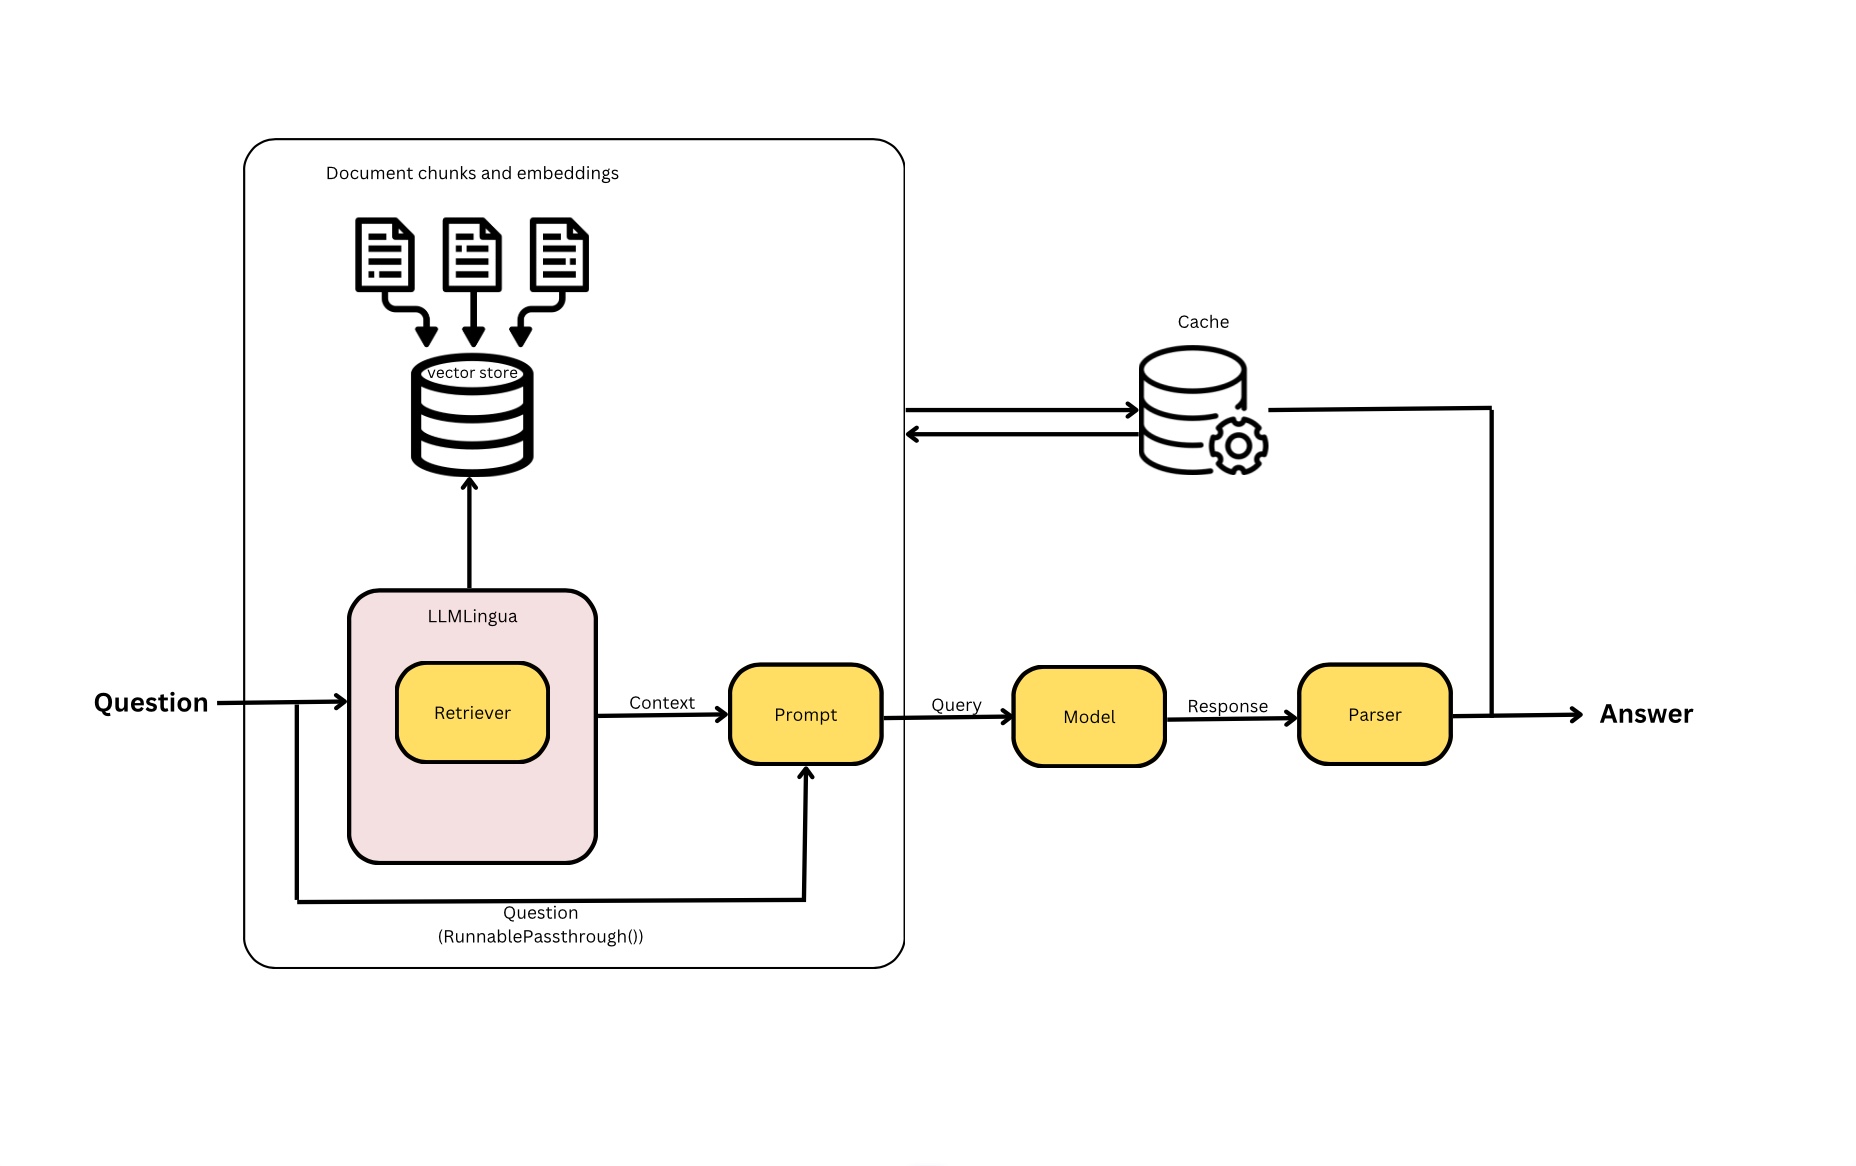 Document chunks and embeddings
vector store
Cache
LLMLingua
Retriever
Question
Context
Prompt
Query
Model
Response
Parser
Answer
Question
(RunnablePassthrough())